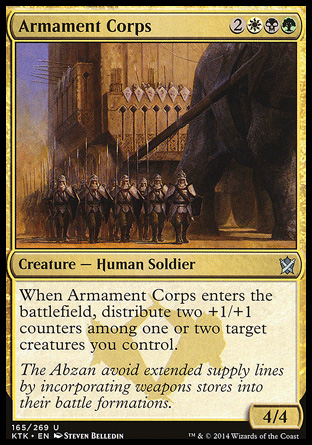 Armament Corps 2
Creature — Human Soldier
When Armament Corps enters the
battlefield, distribute two +1/+1
counters among one or two target
creatures you control.
The Abzan avoid extended supply lines
by incorporating weapons stores into
their battle formations.
4/4
165/269 U
KTK • EN Steven Belledin
™ & © 2014 Wizards of the Coast